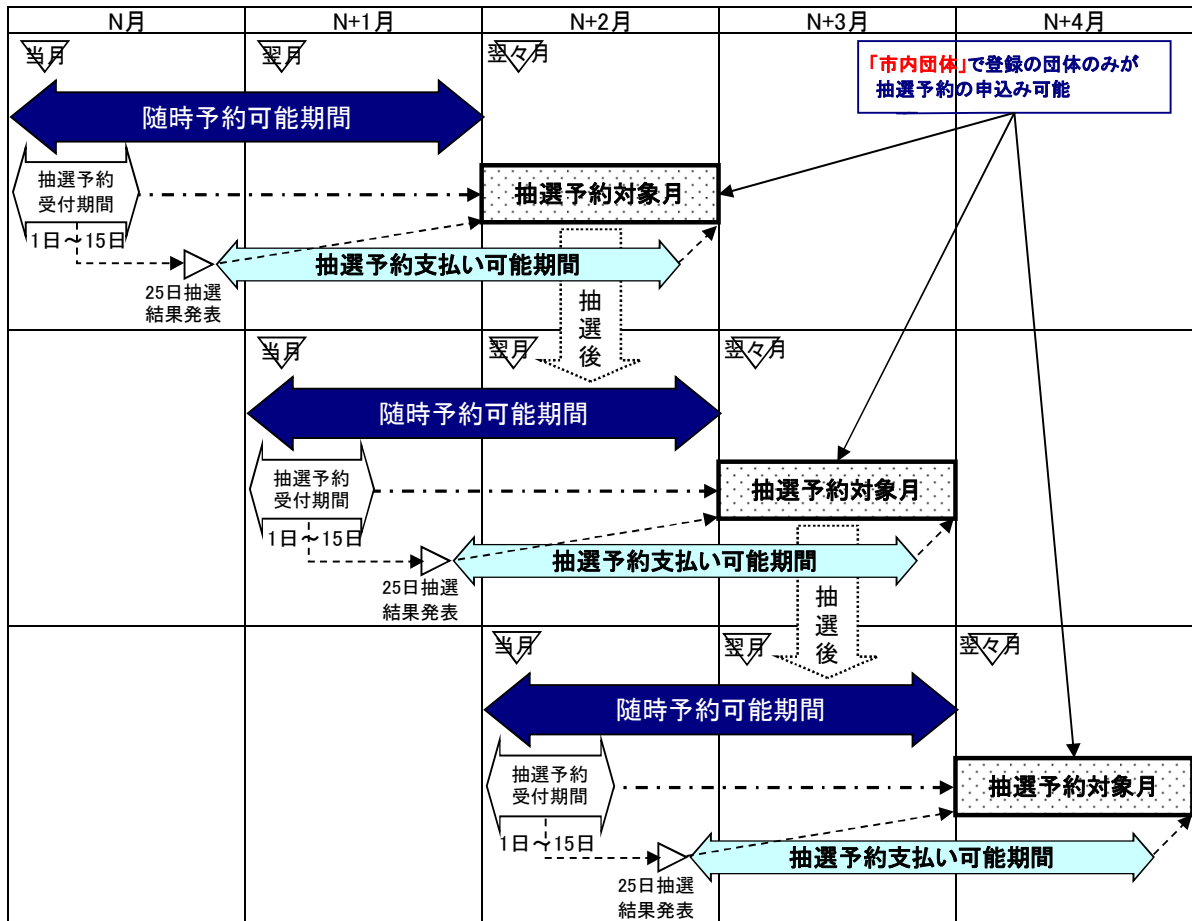 N月
N+1月
N+2月
N+3月
N+4月
当月
翌月
翌々月
「市内団体」で登録の団体のみが
抽選予約の申込み可能
随時予約可能期間
抽選予約
受付期間
1日~15日
抽選予約対象月
25日抽選
結果発表
抽選予約支払い可能期間
抽
選
後
当月
翌月
翌々月
随時予約可能期間
抽選予約
受付期間
1日~15日
抽選予約対象月
25日抽選
結果発表
抽選予約支払い可能期間
抽
選
後
当月
翌月
翌々月
随時予約可能期間
抽選予約
受付期間
1日~15日
抽選予約対象月
25日抽選
結果発表
抽選予約支払い可能期間